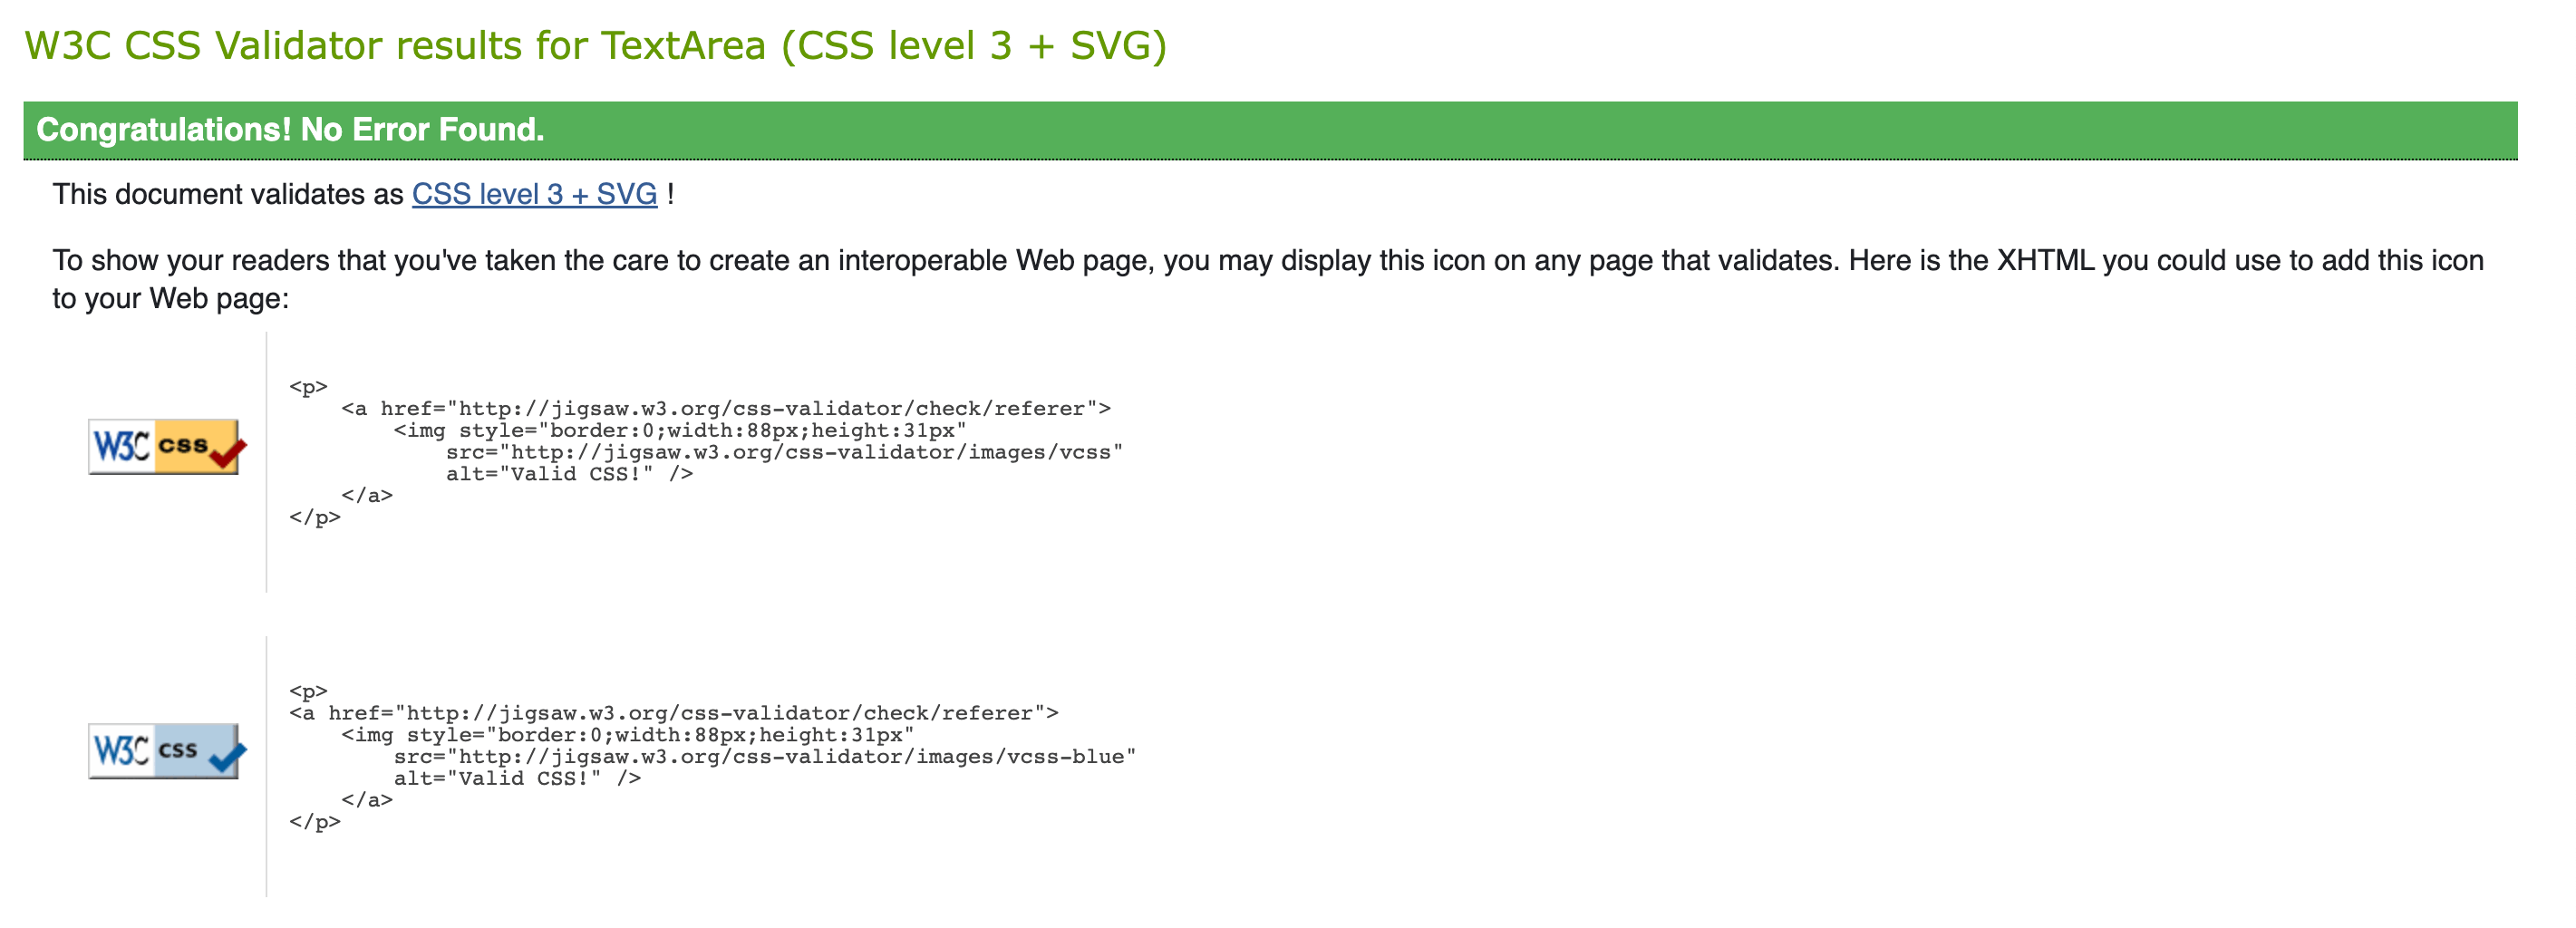 W3C CSS Validator results for TextArea (CSS level 3 + SVG)
Congratulations! No Error Found.
This document validates as CSS level 3 + SVG !
To show your readers that you've taken the care to create an interoperable Web page, you may display this icon on any page that validates. Here is the XHTML you could use to add this icon
to your Web page:
W3C css
<p>
    <a href="http://jigsaw.w3.org/css-validator/check/referer">
        <img style="border:0;width:88px;height:31px"
            src="http://jigsaw.w3.org/css-validator/images/vcss"
            alt="Valid CSS!" />
    </a>
</p>
W3C css
<p>
<a href="http://jigsaw.w3.org/css-validator/check/referer">
    <img style="border:0;width:88px;height:31px"
        src="http://jigsaw.w3.org/css-validator/images/vcss-blue"
        alt="Valid CSS!" />
    </a>
</p>